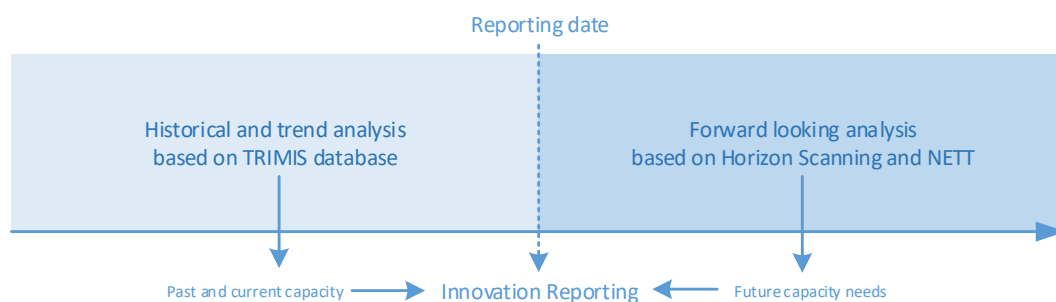 Reporting date
Historical and trend analysis
based on TRIMIS database
Forward looking analysis
based on Horizon Scanning and NETT
Past and current capacity
Innovation Reporting
Future capacity needs